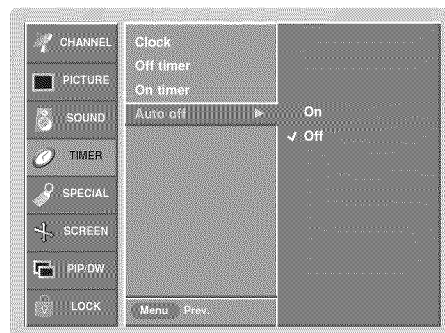 CHANNEL
PICTURE
SOUND
TIMER
SPECIAL
SCREEN
PIP/DW
LOCK
Clock
Off timer
On timer
Auto off
On
Off
Menu Prev.